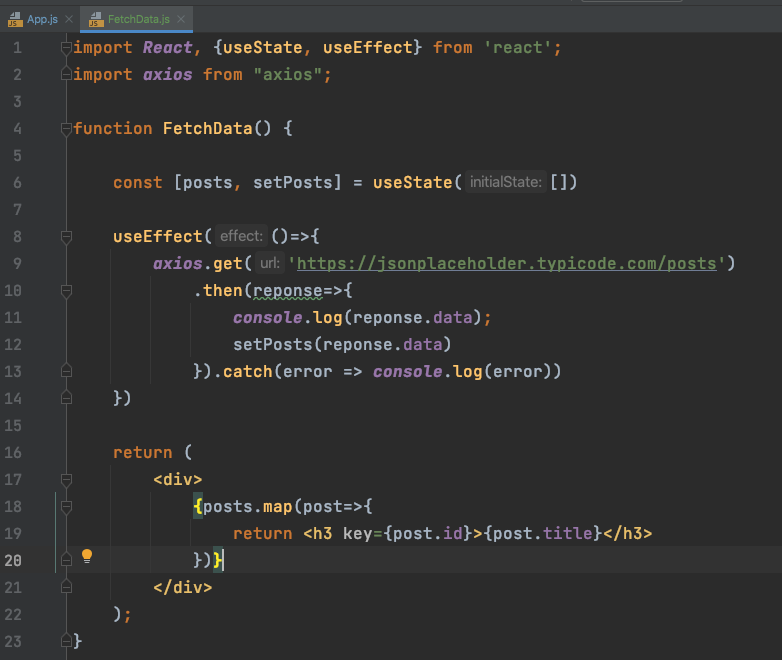 App.js FetchData.js
1 import React, {useState, useEffect} from 'react';
2 import axios from "axios";
3
4 function FetchData() {
5
6     const [posts, setPosts] = useState( initialState: [])
7
8     useEffect( effect: ()=>{
9         axios.get( url: 'https://jsonplaceholder.typicode.com/posts')
10             .then(reponse=>{
11                 console.log(reponse.data);
12                 setPosts(reponse.data)
13             }).catch(error => console.log(error))
14     })
15
16     return (
17         <div>
18             {posts.map(post=>{
19                 return <h3 key={post.id}>{post.title}</h3>
20             })}
21         </div>
22     );
23 }